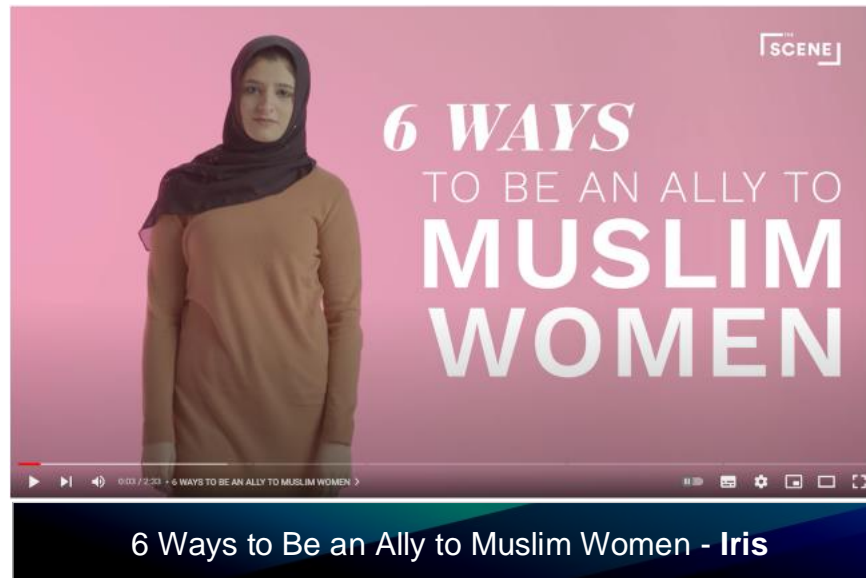 THE
SCENE
6 WAYS
TO BE AN ALLY TO
MUSLIM
WOMEN
0:03 / 2:33 • 6 WAYS TO BE AN ALLY TO MUSLIM WOMEN >
6 Ways to Be an Ally to Muslim Women - Iris